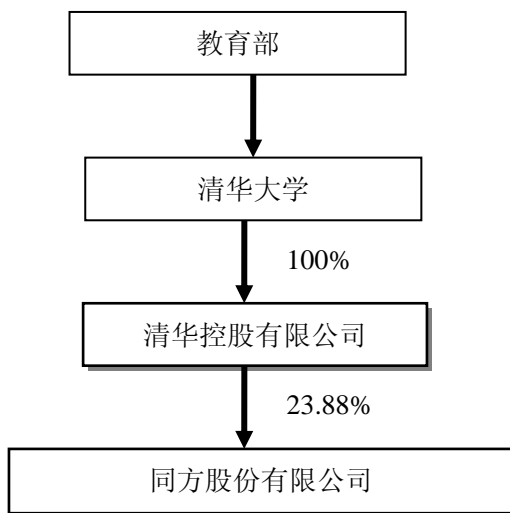 教育部
清华大学
100%
清华控股有限公司
23.88%
同方股份有限公司